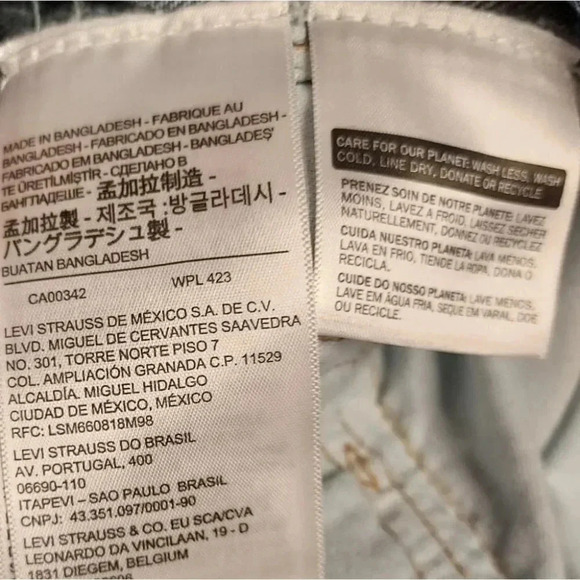 MADE IN BANGLADESH - FABRIQUE AU
BANGLADESH - FABRICADO EN BANGLADESH -
FABRICADO EM BANGLADESH - BANGLADEŞ'
TE ÜRETİLMİŞTİR - СДЕЛАНО В
БАНГЛАДЕШЕ - 孟加拉制造 -
孟加拉製 - 제조국 :방글라데시 -
バングラデシュ製 -
BUATAN BANGLADESH
CA00342 WPL 423
LEVI STRAUSS DE MÉXICO S.A. DE C.V.
BLVD. MIGUEL DE CERVANTES SAAVEDRA
NO. 301, TORRE NORTE PISO 7
COL. AMPLIACIÓN GRANADA C.P. 11529
ALCALDÍA. MIGUEL HIDALGO
CIUDAD DE MÉXICO, MÉXICO
RFC: LSM660818M98
LEVI STRAUSS DO BRASIL
AV. PORTUGAL, 400
06690-110
ITAPEVI – SAO PAULO BRASIL
CNPJ: 43.351.097/0001-90
LEVI STRAUSS & CO. EU SCA/CVA
LEONARDO DA VINCILAAN, 19 - D
1831 DIEGEM, BELGIUM
CARE FOR OUR PLANET: WASH LESS, WASH
COLD, LINE DRY, DONATE OR RECYCLE
PRENEZ SOIN DE NOTRE PLANÈTE: LAVEZ
MOINS, LAVEZ A FROID, LAISSEZ SÉCHER
NATURELLEMENT, DONNEZ OU RECYCLEZ
CUIDA NUESTRO PLANETA: LAVA MENOS,
LAVA EN FRIO, TIENDE LA ROPA, DONA O
RECICLA.
CUIDE DO NOSSO PLANETA: LAVE MENOS,
LAVE EM ÁGUA FRIA, SEQUE EM VARAL, DOE
OU RECICLE.